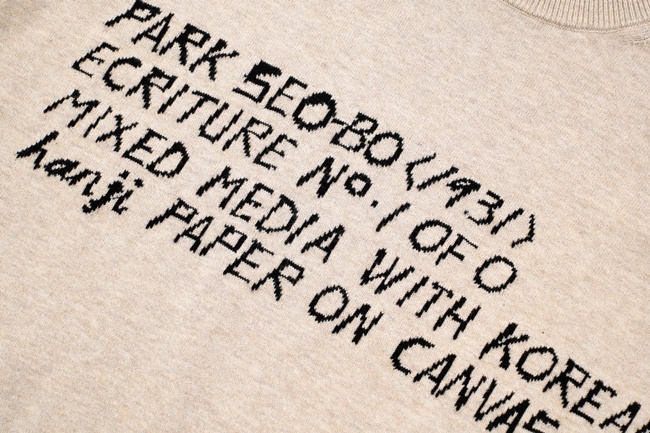 PARK SEO-BO (1931)
ECRITURE No. 1 OF 0
MIXED MEDIA WITH KOREAN
hanji PAPER ON CANVAS